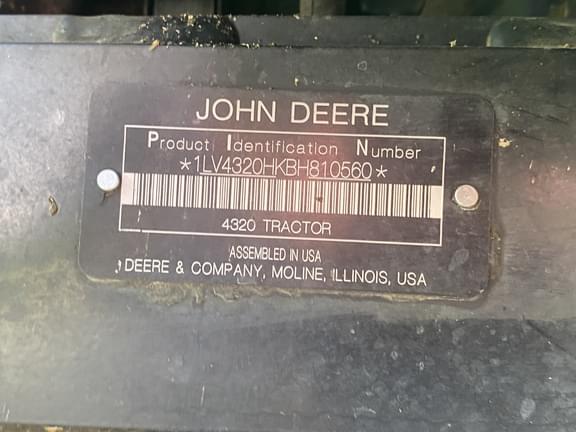 JOHN DEERE
Product Identification Number
*1LV4320HKBH810560*
4320 TRACTOR
ASSEMBLED IN USA
DEERE & COMPANY, MOLINE, ILLINOIS, USA